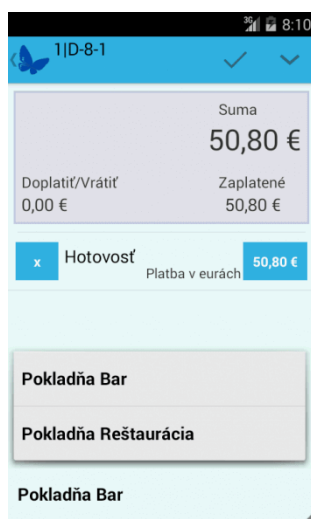 3G 8:10
1|D-8-1
Suma
50,80 €
Doplatiť/Vrátiť Zaplatené
0,00 € 50,80 €
x Hotovosť 50,80 €
Platba v eurách
Pokladňa Bar
Pokladňa Reštaurácia
Pokladňa Bar